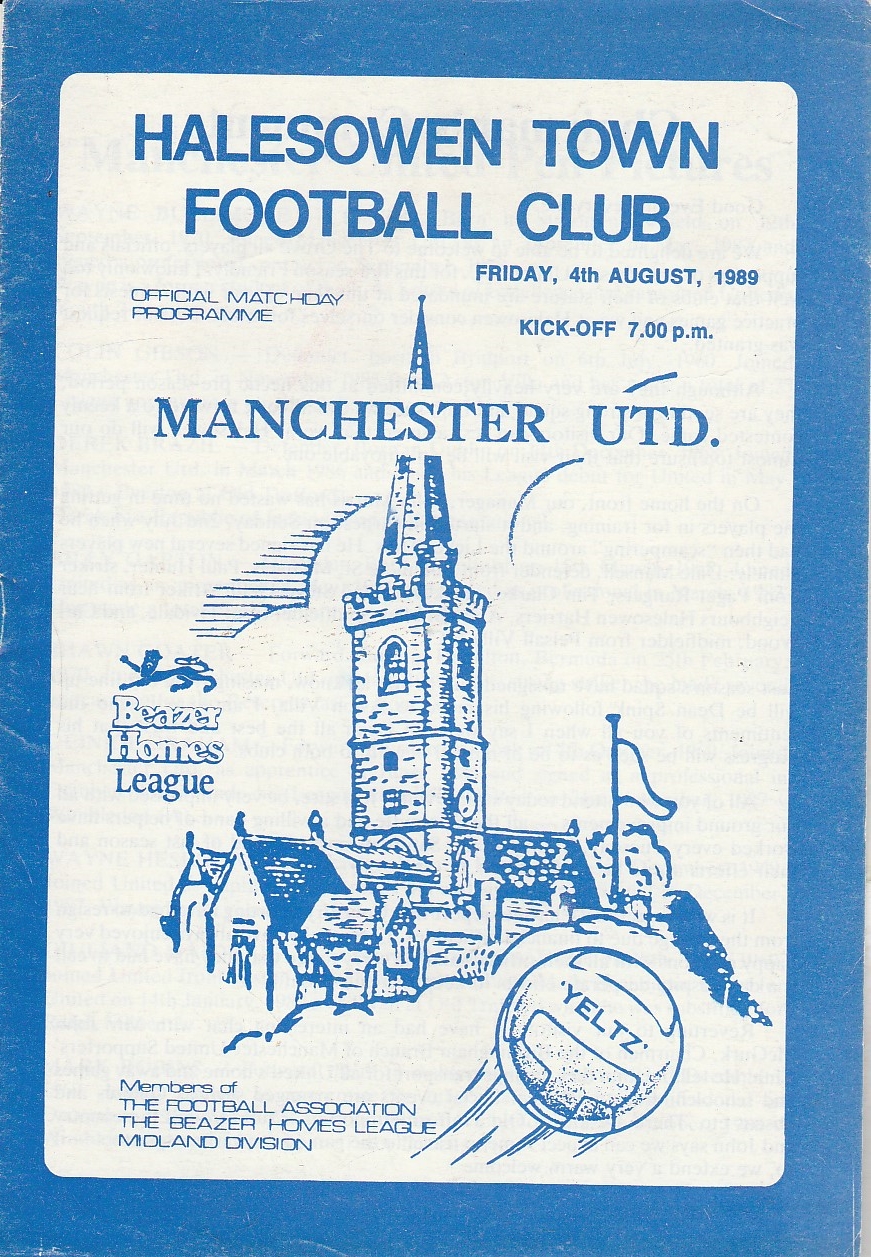 HALESOWEN TOWN
FOOTBALL CLUB
FRIDAY, 4th AUGUST, 1989
OFFICIAL MATCHDAY
PROGRAMME
KICK-OFF 7.00 p.m.
MANCHESTER UTD.
Beazer
Homes
League
'YELTZ'
Members of
THE FOOTBALL ASSOCIATION
THE BEAZER HOMES LEAGUE
MIDLAND DIVISION